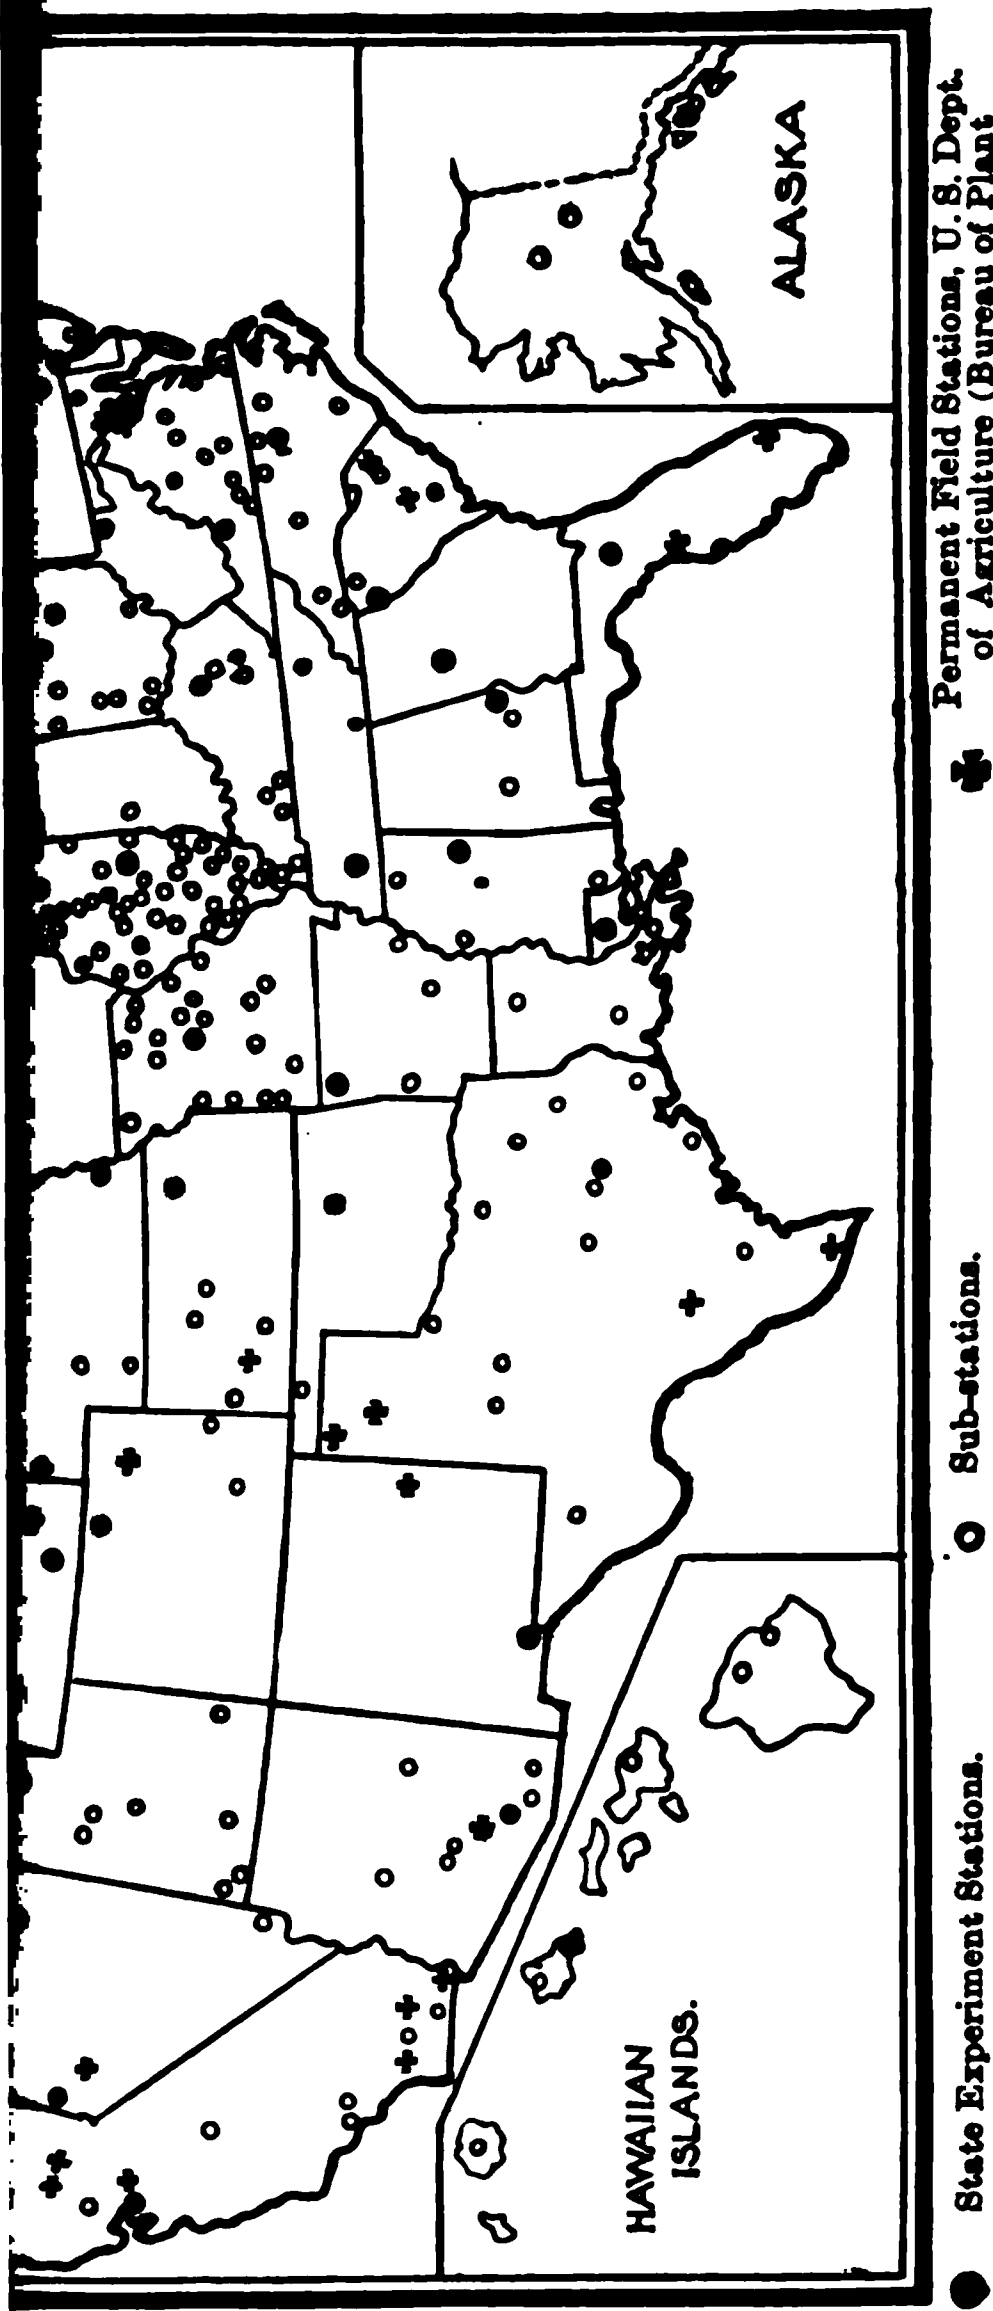 ALASKA
HAWAIIAN
ISLANDS.
State Experiment Stations.
Sub-stations.
Permanent Field Stations, U. S. Dept.
of Agriculture (Bureau of Plant